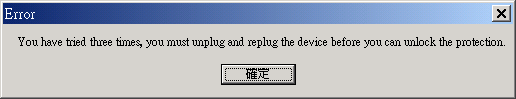 Error
You have tried three times, you must unplug and replug the device before you can unlock the protection.
確定